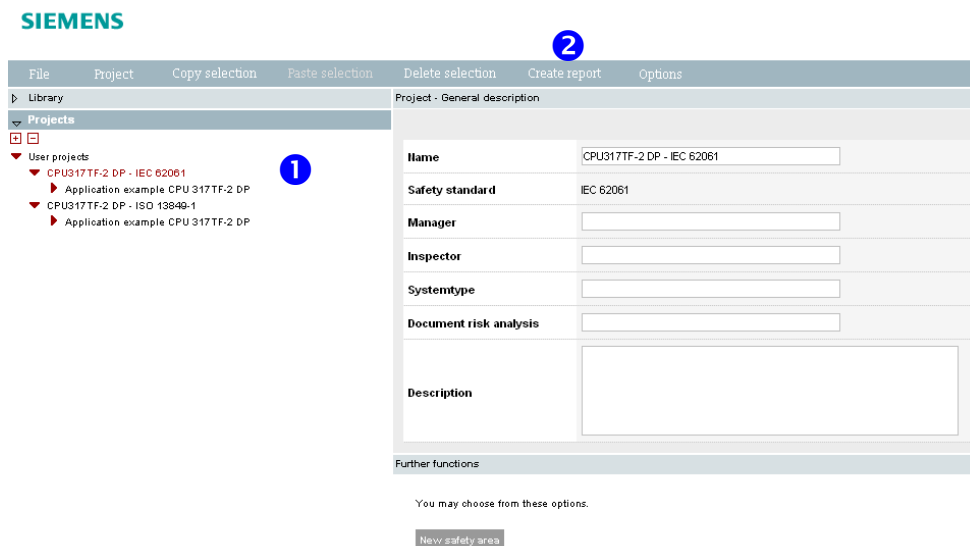 SIEMENS
2
File Project Copy selection Paste selection Delete selection Create report Options
Library
Projects
User projects
CPU317TF-2 DP - IEC 62061
Application example CPU 317TF-2 DP
CPU317TF-2 DP - ISO 13849-1
Application example CPU 317TF-2 DP
1
Project - General description
Name CPU317TF-2 DP - IEC 62061
Safety standard IEC 62061
Manager
Inspector
Systemtype
Document risk analysis
Description
Further functions
You may choose from these options.
New safety area